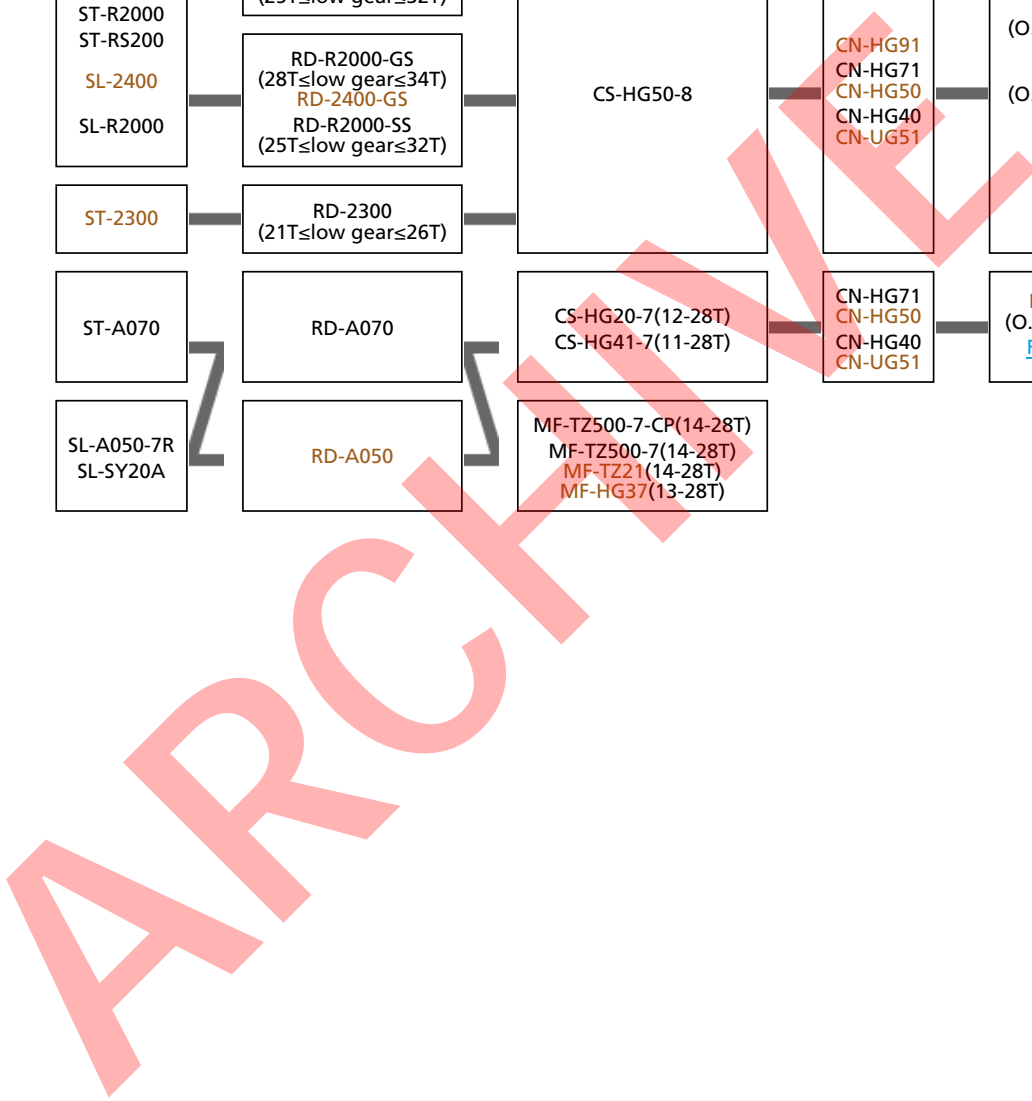 ST-R2000
ST-RS200
SL-2400
SL-R2000
RD-R2000-GS
(28T≤low gear≤34T)
RD-2400-GS
RD-R2000-SS
(25T≤low gear≤32T)
CS-HG50-8
CN-HG91
CN-HG71
CN-HG50
CN-HG40
CN-UG51
(O.
(O.
ST-2300
RD-2300
(21T≤low gear≤26T)
ST-A070
RD-A070
CS-HG20-7(12-28T)
CS-HG41-7(11-28T)
CN-HG71
CN-HG50
CN-HG40
CN-UG51
(O.
SL-A050-7R
SL-SY20A
RD-A050
MF-TZ500-7-CP(14-28T)
MF-TZ500-7(14-28T)
MF-TZ21(14-28T)
MF-HG37(13-28T)
ARCHIVE